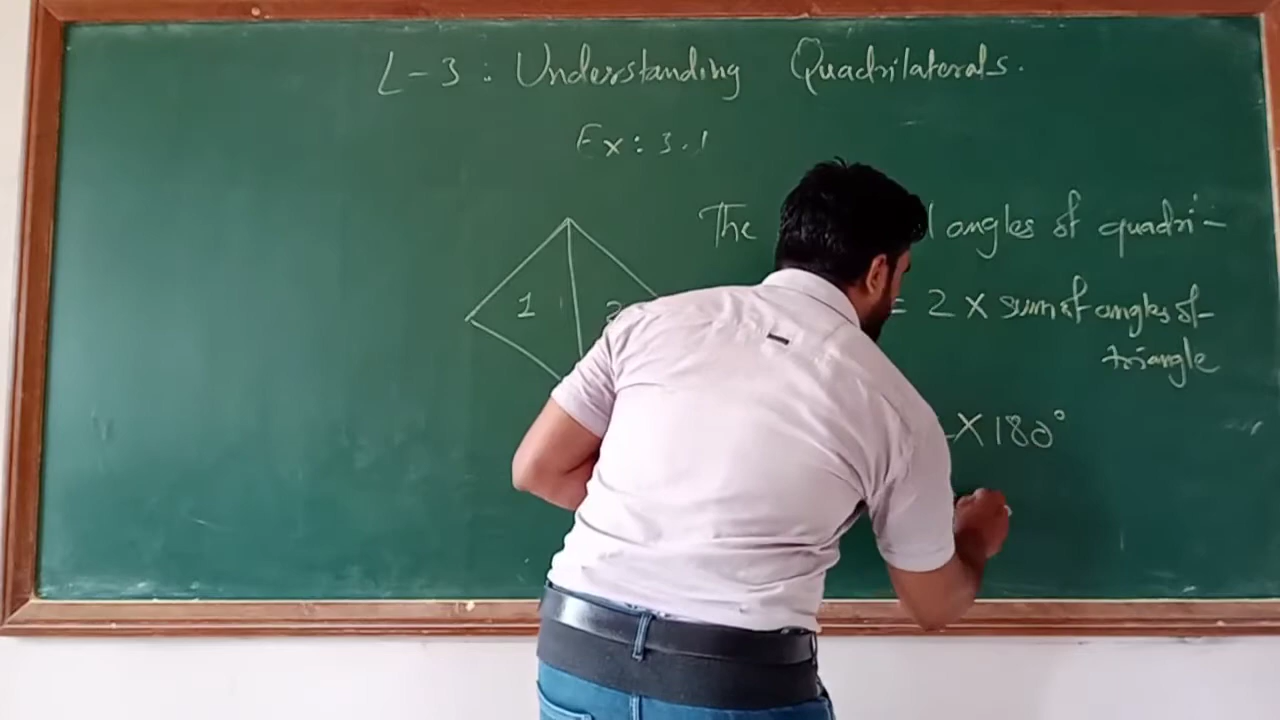 L-3 : Understanding Quadrilaterals.
Ex: 3.1
The angles of quadri-
1 2 = 2 X sum of angles of
triangle
X 180°